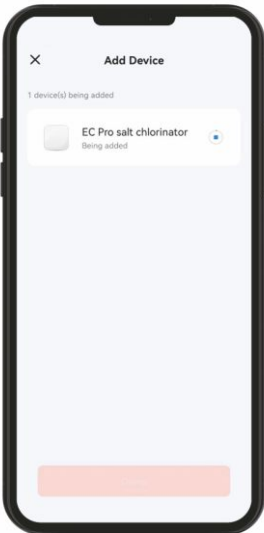 Add Device
1 device(s) being added
EC Pro salt chlorinator
Being added